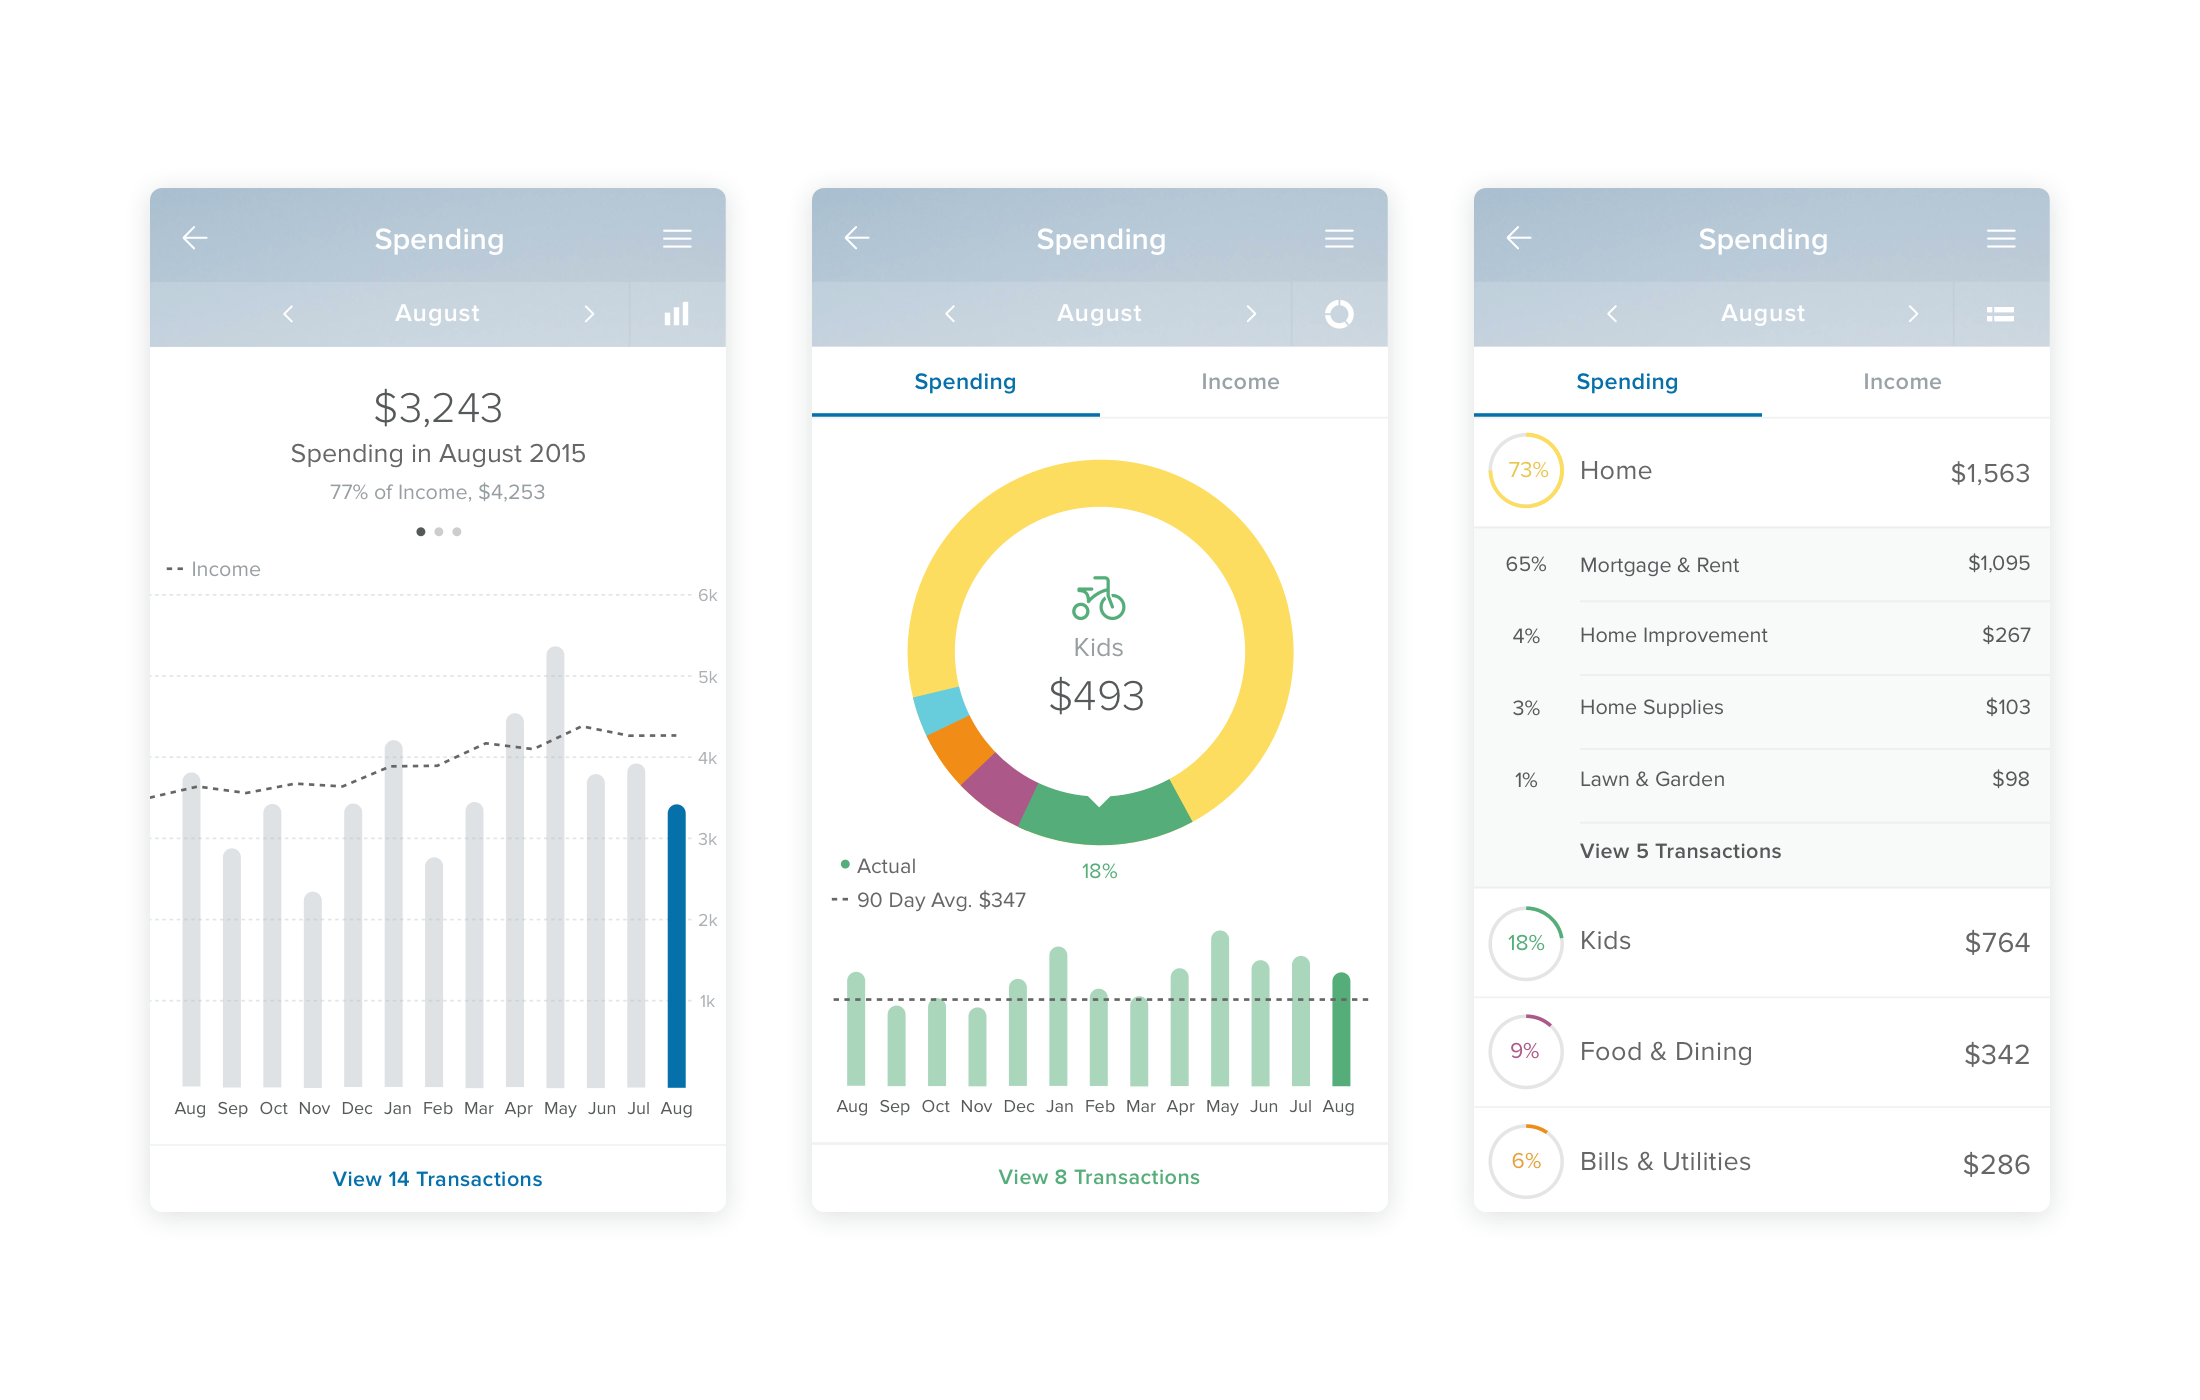 Spending
August
$3,243
Spending in August 2015
77% of Income, $4,253
-- Income
6k
5k
4k
3k
2k
1k
Aug Sep Oct Nov Dec Jan Feb Mar Apr May Jun Jul Aug
View 14 Transactions
Spending
August
Spending Income
Kids
$493
18%
Actual
-- 90 Day Avg. $347
Aug Sep Oct Nov Dec Jan Feb Mar Apr May Jun Jul Aug
View 8 Transactions
Spending
August
Spending Income
73% Home $1,563
65% Mortgage & Rent $1,095
4% Home Improvement $267
3% Home Supplies $103
1% Lawn & Garden $98
View 5 Transactions
18% Kids $764
9% Food & Dining $342
6% Bills & Utilities $286